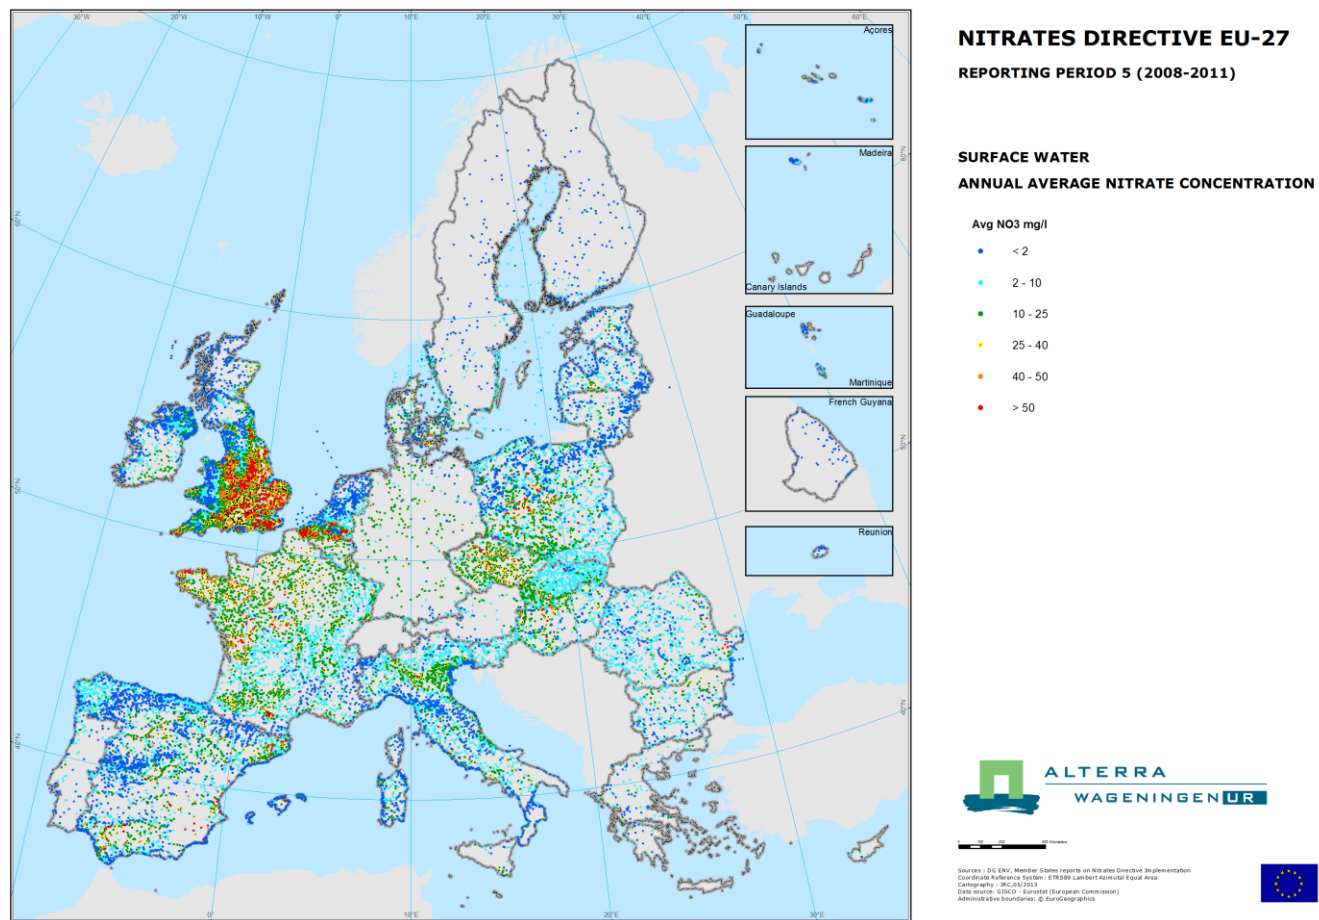 30°W 20°W 10°W 0° 10°E 20°E 30°E 40°E 50°E 60°E
Açores
Madeira
Canary Islands
Guadaloupe
Martinique
French Guyana
Reunion
60°N
50°N
40°N
60°N
50°N
40°N
0° 10°E 20°E 30°E
NITRATES DIRECTIVE EU-27
REPORTING PERIOD 5 (2008-2011)
SURFACE WATER
ANNUAL AVERAGE NITRATE CONCENTRATION
Avg NO3 mg/l
< 2
2 - 10
10 - 25
25 - 40
40 - 50
> 50
ALTERRA
WAGENINGEN UR
Sources : DG ENV, Member States reports on Nitrates Directive Implementation
Coordinate Reference System : ETRS89 Lambert Azimutal Equal Area
Cartography : JRC,05/2013
Data source: GISCO - Eurostat (European Commission)
Administrative boundaries: © EuroGeographics